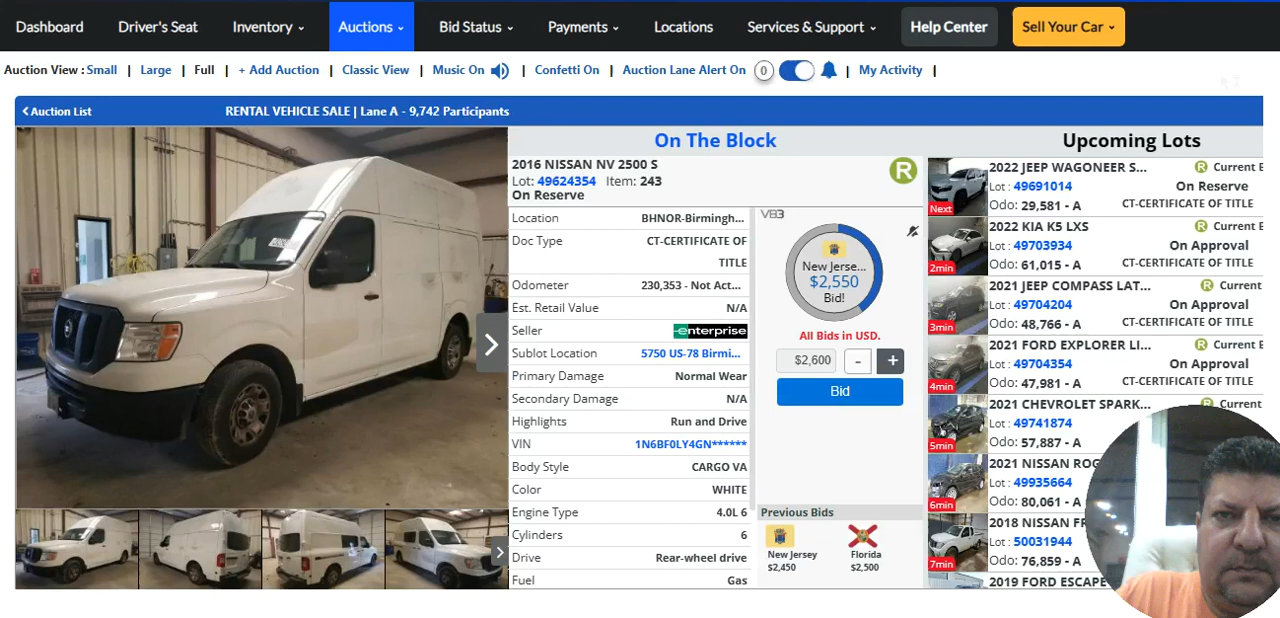 Dashboard Driver's Seat Inventory Auctions Bid Status Payments Locations Services & Support Help Center Sell Your Car
Auction View : Small | Large | Full | + Add Auction | Classic View | Music On | Confetti On | Auction Lane Alert On 0 | My Activity |
Auction List RENTAL VEHICLE SALE | Lane A - 9,742 Participants
On The Block
2016 NISSAN NV 2500 S
Lot: 49624354 Item: 243
On Reserve
R
Location BHNOR-Birmingh...
Doc Type CT-CERTIFICATE OF
TITLE
Odometer 230,353 - Not Act...
Est. Retail Value N/A
Seller enterprise
Sublot Location 5750 US-78 Birmi...
Primary Damage Normal Wear
Secondary Damage N/A
Highlights Run and Drive
VIN 1N6BF0LY4GN******
Body Style CARGO VA
Color WHITE
Engine Type 4.0L 6
Cylinders 6
Drive Rear-wheel drive
Fuel Gas
VB3
New Jerse...
$2,550
Bid!
All Bids in USD.
$2,600 - +
Bid
Previous Bids
New Jersey
$2,450
Florida
$2,500
Upcoming Lots
2022 JEEP WAGONEER S... R Current
Lot : 49691014 On Reserve
Next Odo: 29,581 - A CT-CERTIFICATE OF TITLE
2022 KIA K5 LXS R Current
Lot : 49703934 On Approval
2min Odo: 61,015 - A
2021 JEEP COMPASS LAT... R Current
Lot : 49704204 On Approval
3min Odo: 48,766 - A CT-CERTIFICATE OF TITLE
2021 FORD EXPLORER LI... R Current
Lot : 49704354 On Approval
4min Odo: 47,981 - A CT-CERTIFICATE OF TITLE
2021 CHEVROLET SPARK... R Current
Lot : 49741874
5min Odo: 57,887 - A
2021 NISSAN ROG
Lot : 49935664
6min Odo: 80,061 - A
2018 NISSAN FR
Lot : 50031944
7min Odo: 76,859 - A
2019 FORD ESCAPE